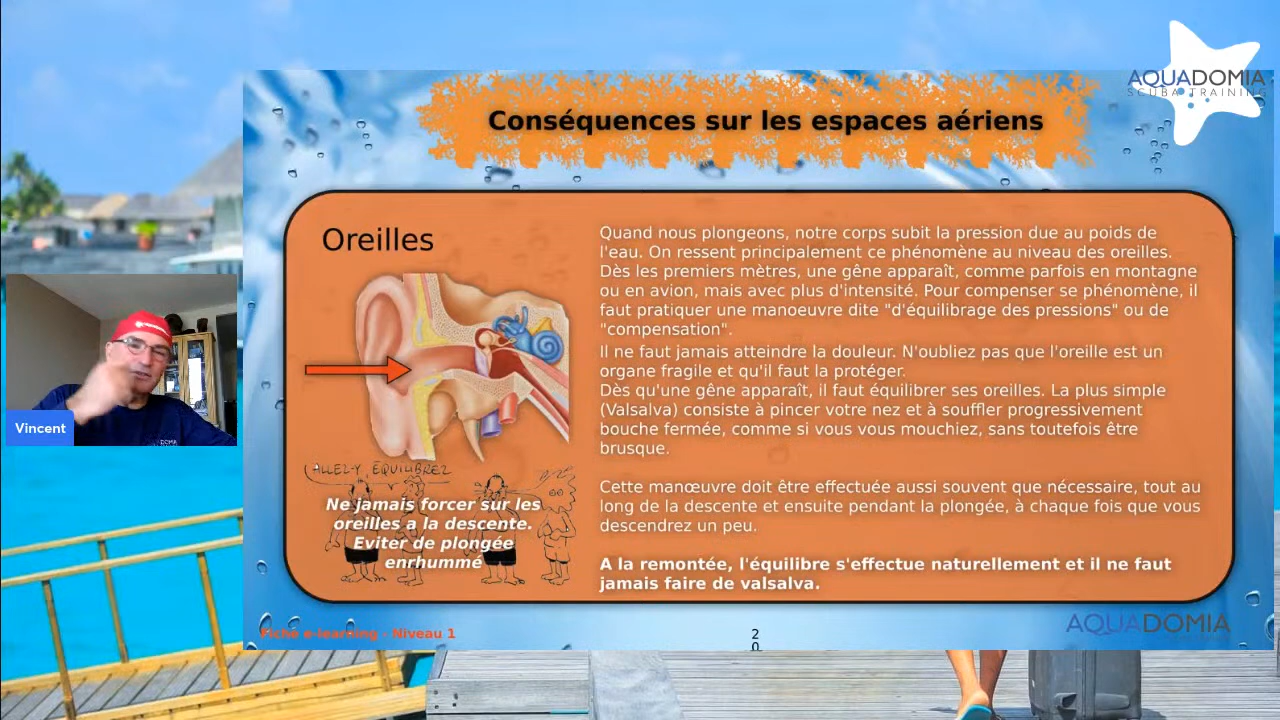 AQUADOMIA
SCUBA TRAINING
Conséquences sur les espaces aériens
Oreilles
Quand nous plongeons, notre corps subit la pression due au poids de
l'eau. On ressent principalement ce phénomène au niveau des oreilles.
Dès les premiers mètres, une gêne apparaît, comme parfois en montagne
ou en avion, mais avec plus d'intensité. Pour compenser se phénomène, il
faut pratiquer une manoeuvre dite "d'équilibrage des pressions" ou de
"compensation".
Il ne faut jamais atteindre la douleur. N'oubliez pas que l'oreille est un
organe fragile et qu'il faut la protéger.
Dès qu'une gêne apparaît, il faut équilibrer ses oreilles. La plus simple
(Valsalva) consiste à pincer votre nez et à souffler progressivement
bouche fermée, comme si vous vous mouchiez, sans toutefois être
brusque.
Cette manœuvre doit être effectuée aussi souvent que nécessaire, tout au
long de la descente et ensuite pendant la plongée, à chaque fois que vous
descendrez un peu.
A la remontée, l'équilibre s'effectue naturellement et il ne faut
jamais faire de valsalva.
ALLEZ-Y, ÉQUILIBREZ
Ne jamais forcer sur les
oreilles a la descente.
Eviter de plongée
enrhummé
Vincent
Fiche e-learning - Niveau 1
2
0
AQUADOMIA